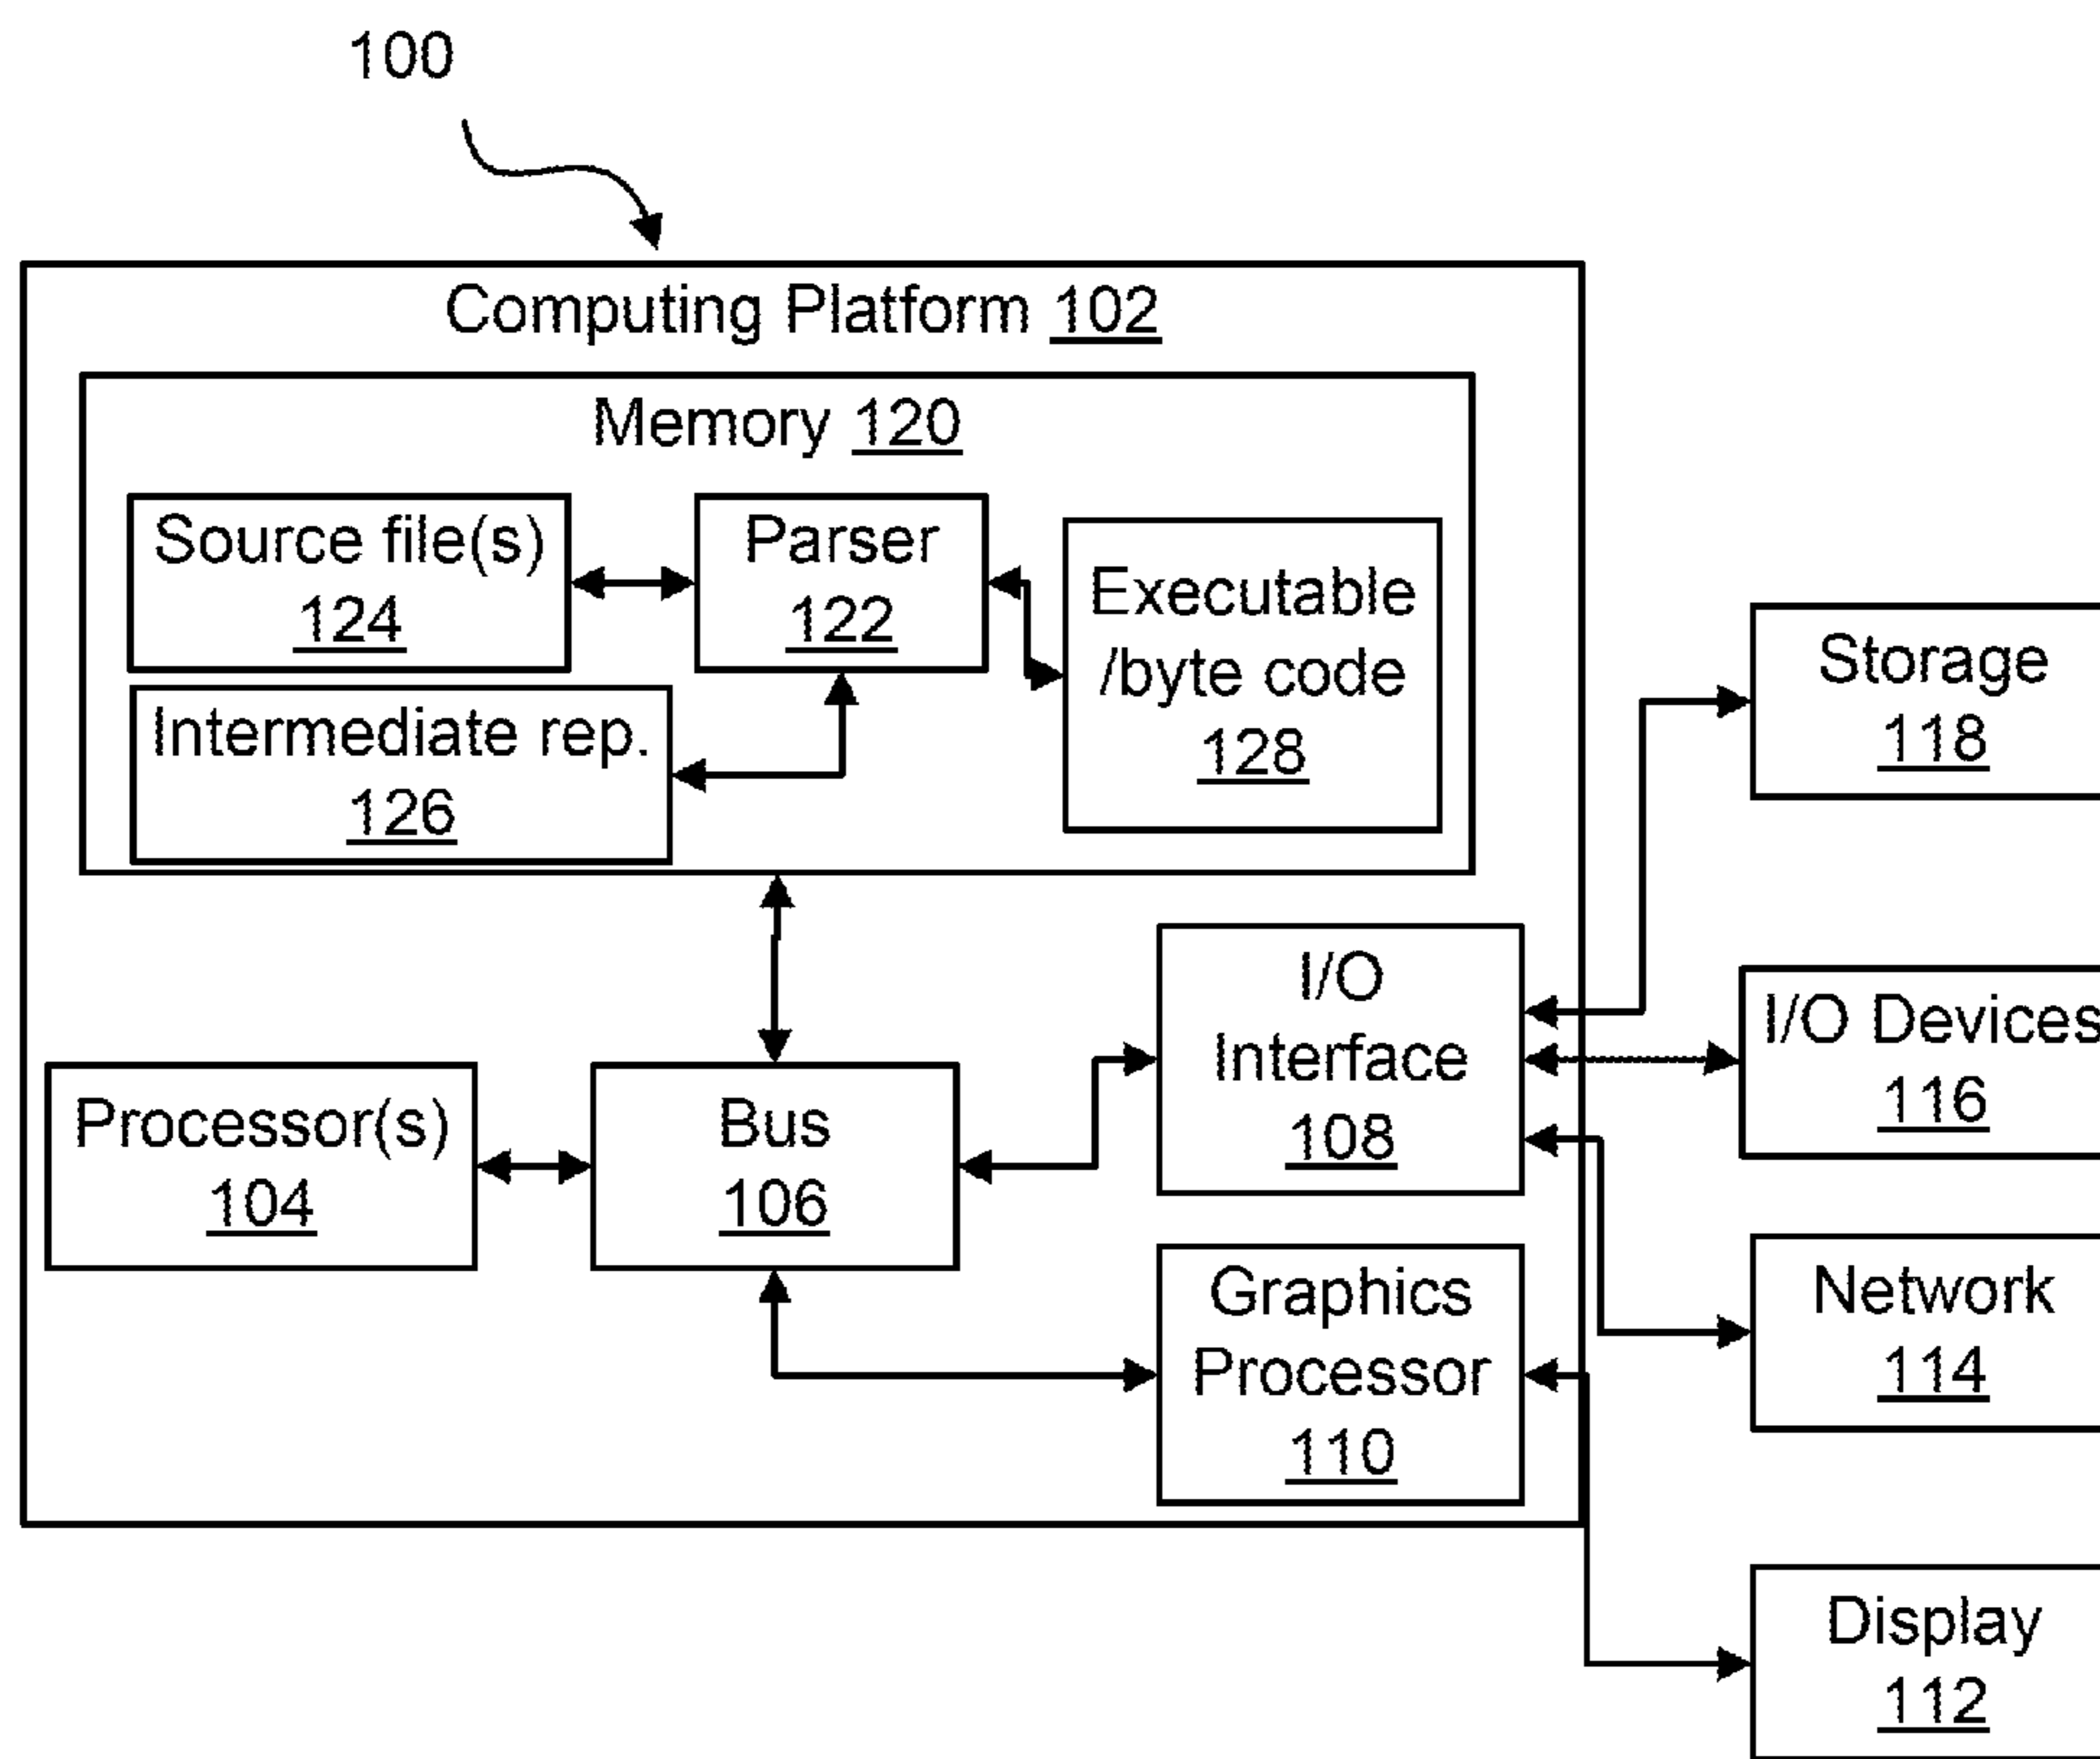 100
Computing Platform 102
Memory 120
Source file(s)
124
Parser
122
Executable
/byte code
128
Intermediate rep.
126
Storage
118
I/O
Interface
108
I/O Devices
116
Processor(s)
104
Bus
106
Network
114
Graphics
Processor
110
Display
112